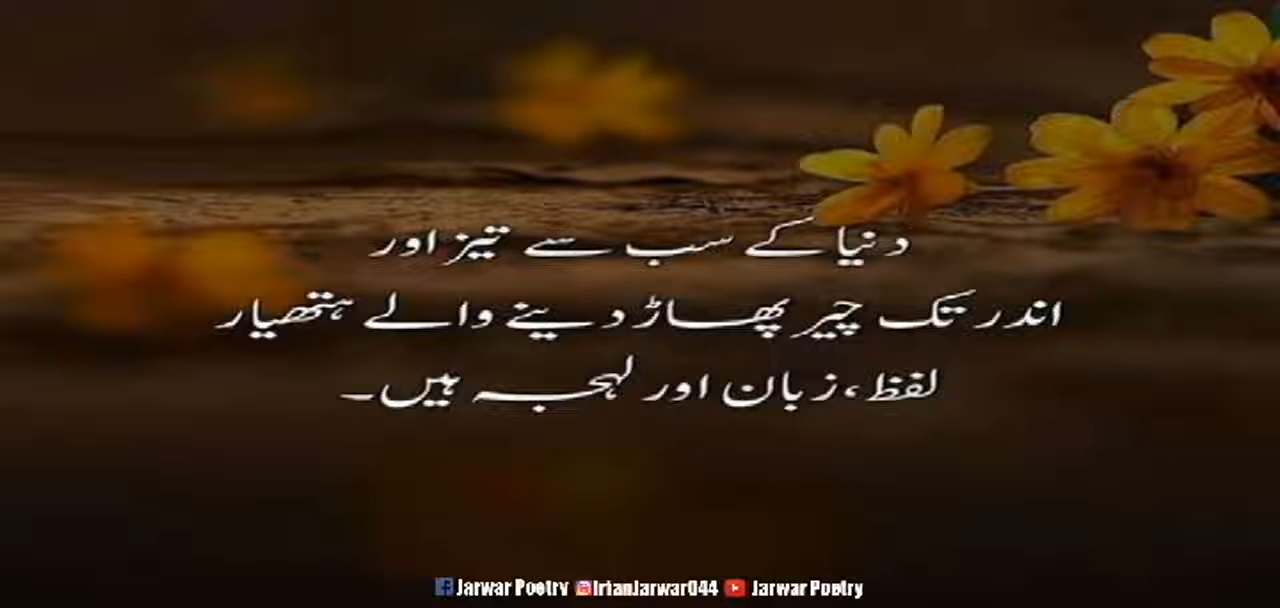 دنیا کے سب سے تیز اور
اندر تک چیر پھاڑ دینے والے ہتھیار
لفظ، زبان اور لہجہ ہیں۔
Jarwar Poetry IrfanJarwar044 Jarwar Poetry